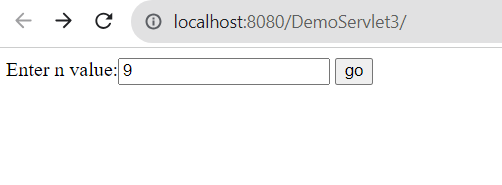 localhost:8080/DemoServlet3/
Enter n value: 9 go